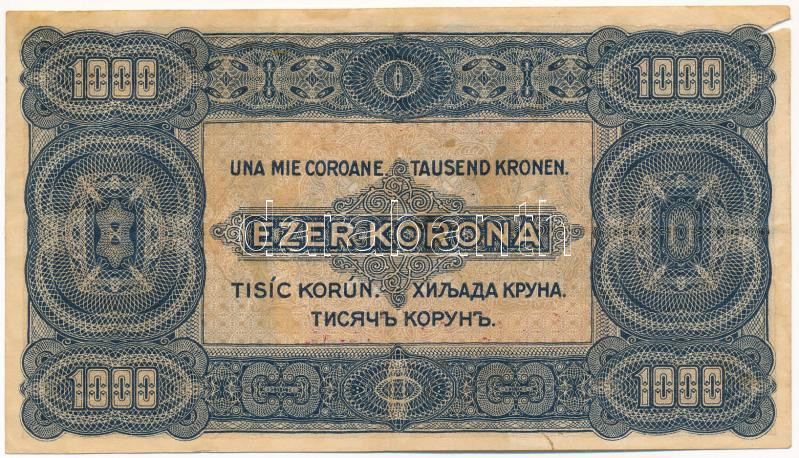 1000 1000
UNA MIE COROANE. TAUSEND KRONEN.
EZER KORONA
TISÍC KORÚN. ХИЉАДА КРУНА.
ТИСЯЧЪ КОРУНЪ.
1000 1000